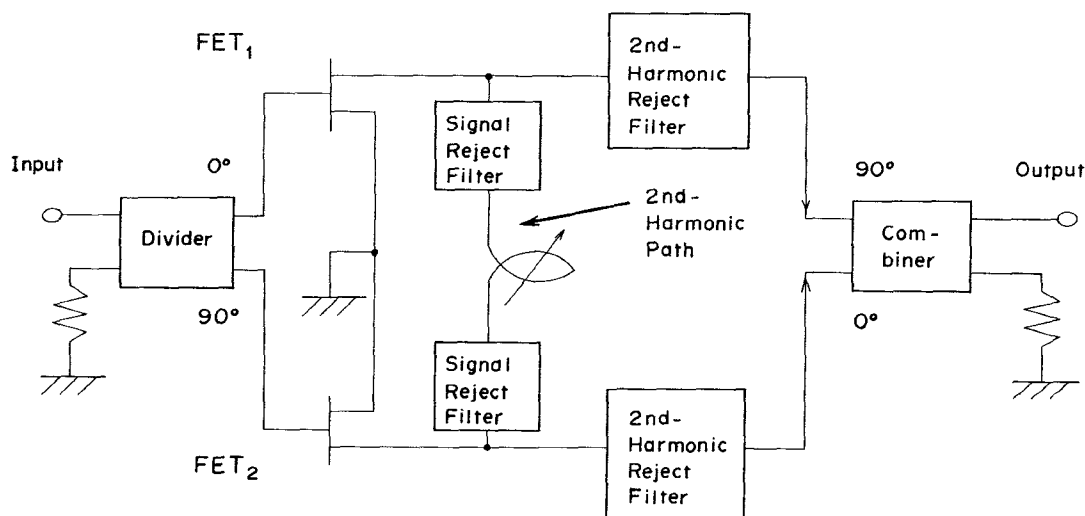 FET1
2nd-
Harmonic
Reject
Filter
Signal
Reject
Filter
Input
0°
90°
Output
2nd-
Harmonic
Path
Divider
Com-
biner
90°
0°
Signal
Reject
Filter
2nd-
Harmonic
Reject
Filter
FET2